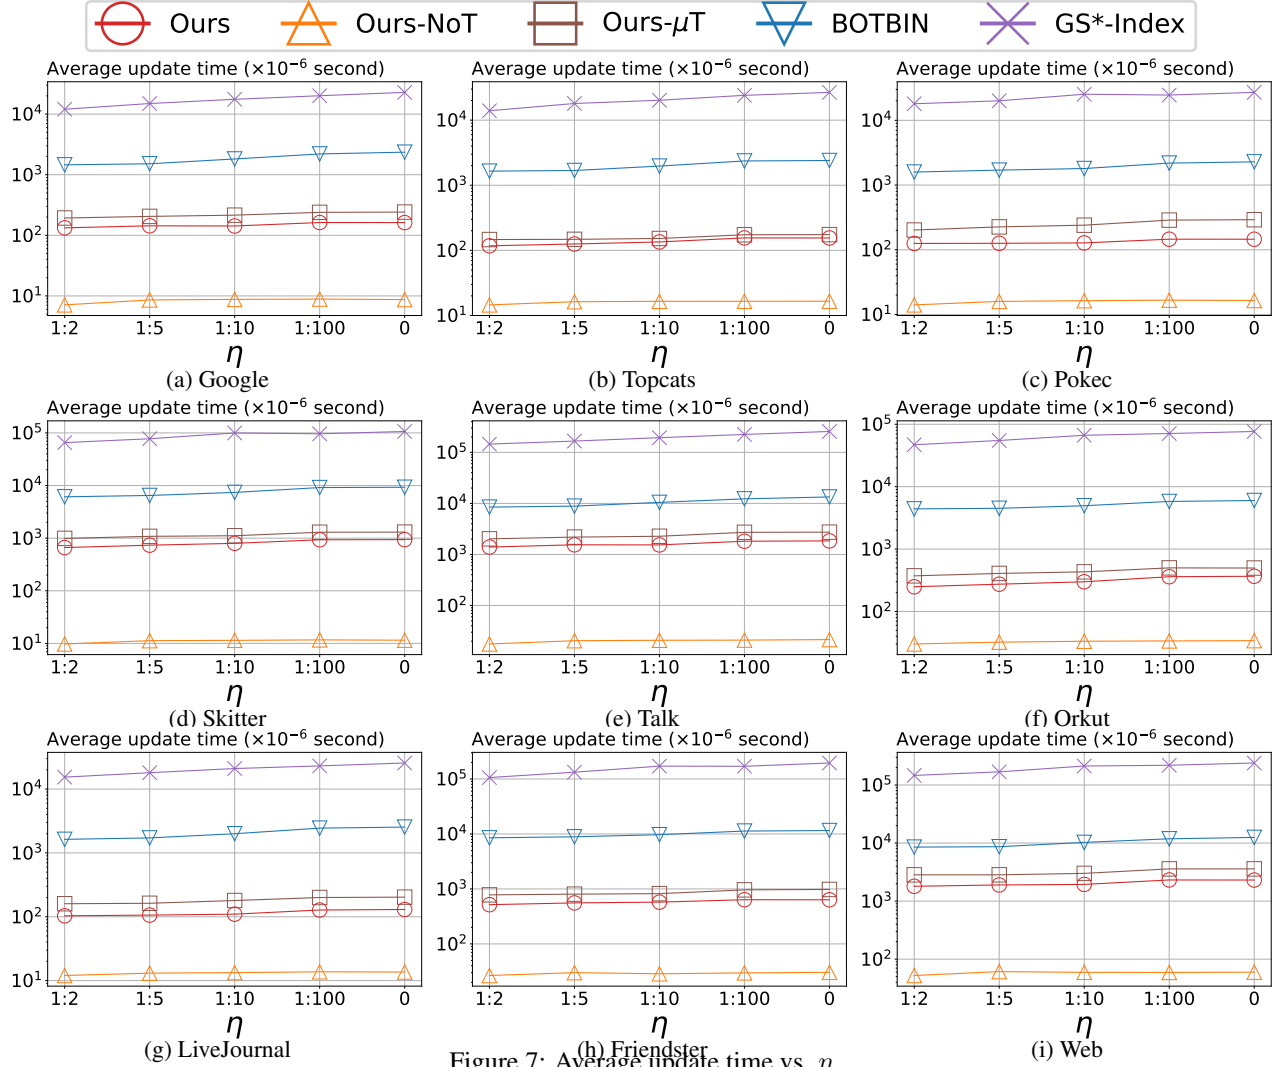 Ours Ours-NoT Ours-μT BOTBIN GS*-Index
Average update time (×10⁻⁶ second) Average update time (×10⁻⁶ second) Average update time (×10⁻⁶ second)
10⁴ 10³ 10² 10¹
10⁴ 10³ 10² 10¹
10⁴ 10³ 10² 10¹
1:2 1:5 1:10 1:100 0 1:2 1:5 1:10 1:100 0 1:2 1:5 1:10 1:100 0
η η η
(a) Google (b) Topcats (c) Pokec
Average update time (×10⁻⁶ second) Average update time (×10⁻⁶ second) Average update time (×10⁻⁶ second)
10⁵ 10⁴ 10³ 10² 10¹
10⁵ 10⁴ 10³ 10²
10⁵ 10⁴ 10³ 10²
1:2 1:5 1:10 1:100 0 1:2 1:5 1:10 1:100 0 1:2 1:5 1:10 1:100 0
η η η
(d) Skitter (e) Talk (f) Orkut
Average update time (×10⁻⁶ second) Average update time (×10⁻⁶ second) Average update time (×10⁻⁶ second)
10⁴ 10³ 10² 10¹
10⁵ 10⁴ 10³ 10²
10⁵ 10⁴ 10³ 10²
1:2 1:5 1:10 1:100 0 1:2 1:5 1:10 1:100 0 1:2 1:5 1:10 1:100 0
η η η
(g) LiveJournal (h) Friendster (i) Web
Figure 7: Average update time vs. η